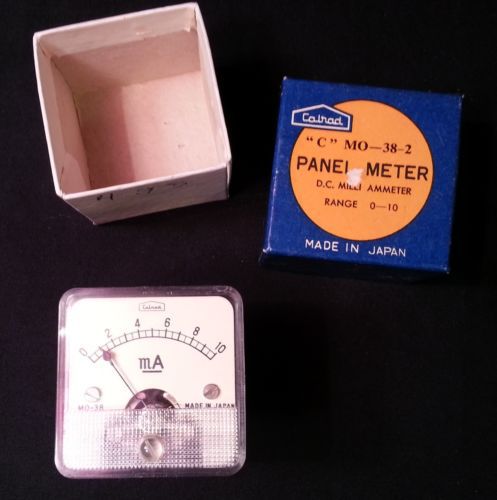 Calrad
"C" MO—38-2
PANEL METER
D.C. MILLI AMMETER
RANGE 0—10
MADE IN JAPAN
Calrad
0 2 4 6 8 10
mA
MO-38 MADE IN JAPAN